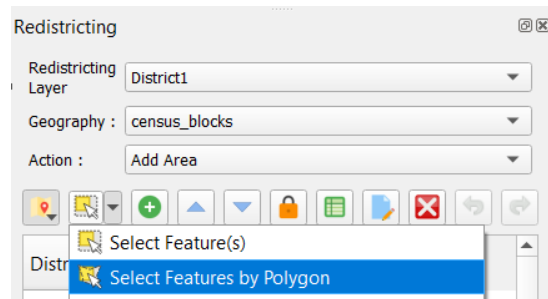 Redistricting
Redistricting Layer
District1
Geography :
census_blocks
Action :
Add Area
Select Feature(s)
Distr
Select Features by Polygon